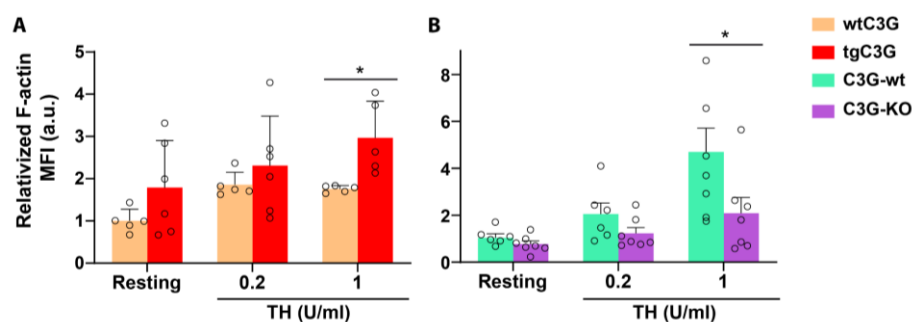 A
Relativized F-actin
MFI (a.u.)
5
4
3
2
1
0
*
Resting
0.2
1
TH (U/ml)
B
8
6
4
2
0
*
Resting
0.2
1
TH (U/ml)
wtC3G
tgC3G
C3G-wt
C3G-KO